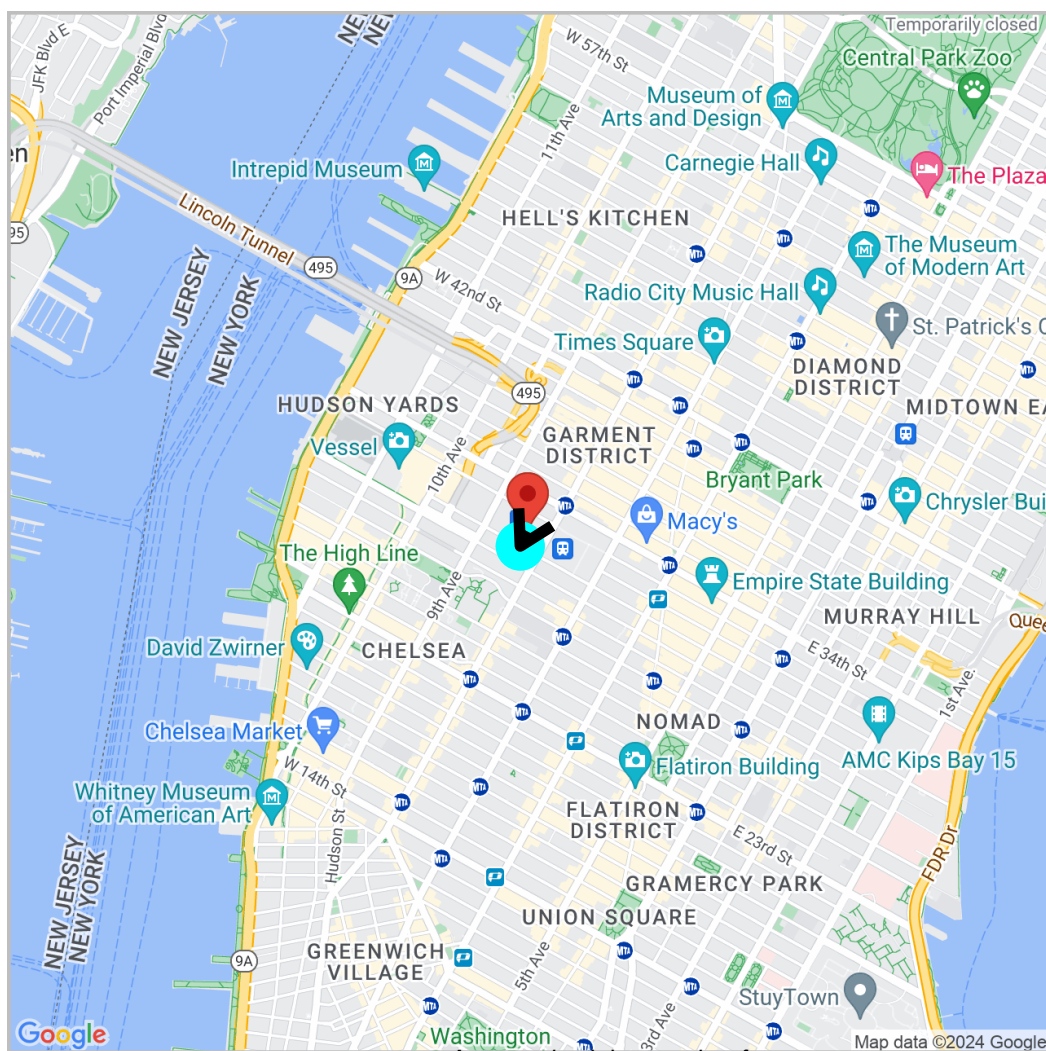 Temporarily closed
JFK Blvd E
Port Imperial Blvd
W 57th St
Central Park Zoo
Museum of
Arts and Design
11th Ave
Carnegie Hall
Intrepid Museum
The Plaza
Lincoln Tunnel
HELL'S KITCHEN
95
495
9A
The Museum
of Modern Art
NEW JERSEY
NEW YORK
W 42nd St
Radio City Music Hall
St. Patrick's C
Times Square
DIAMOND
DISTRICT
495
HUDSON YARDS
MIDTOWN EA
GARMENT
DISTRICT
Vessel
10th Ave
Bryant Park
Chrysler Bui
Macy's
The High Line
9th Ave
Empire State Building
MURRAY HILL
Quee
David Zwirner
CHELSEA
E 34th St
1st Ave.
NOMAD
Chelsea Market
AMC Kips Bay 15
Flatiron Building
W 14th St
Whitney Museum
of American Art
FLATIRON
DISTRICT
Hudson St
E 23rd St
FDR Dr
NEW JERSEY
NEW YORK
GRAMERCY PARK
UNION SQUARE
GREENWICH
VILLAGE
9A
5th Ave
StuyTown
3rd Ave
Washington
Google
Map data ©2024 Google